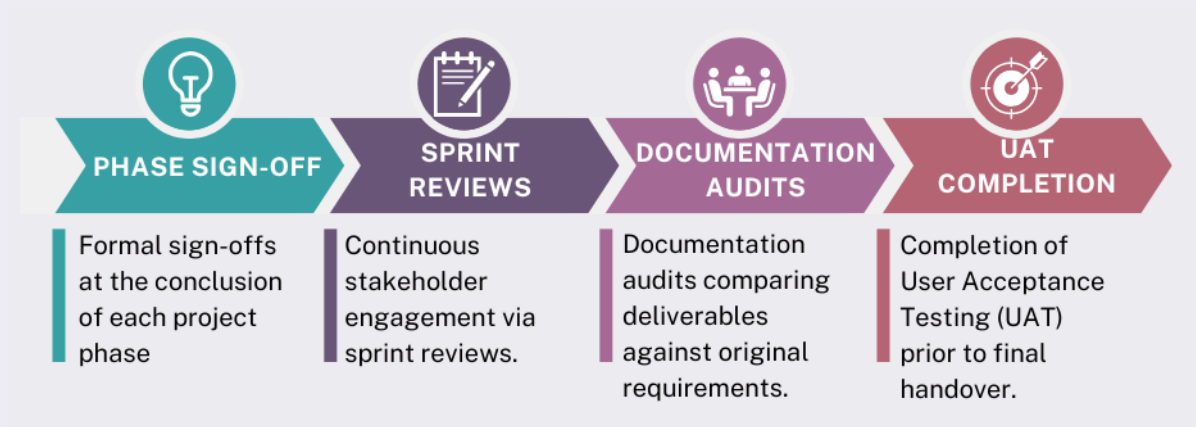 PHASE SIGN-OFF
SPRINT
REVIEWS
DOCUMENTATION
AUDITS
UAT
COMPLETION
Formal sign-offs
at the conclusion
of each project
phase
Continuous
stakeholder
engagement via
sprint reviews.
Documentation
audits comparing
deliverables
against original
requirements.
Completion of
User Acceptance
Testing (UAT)
prior to final
handover.